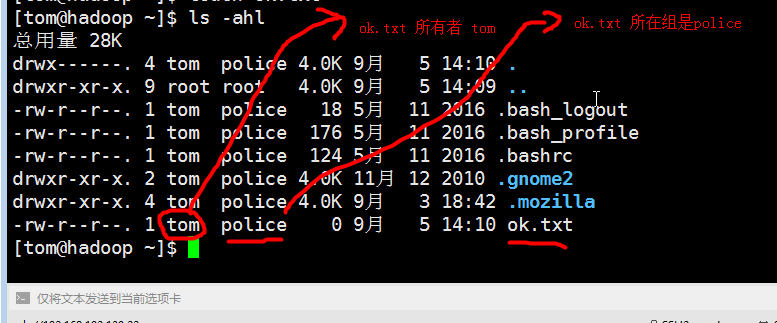 [tom@hadoop ~]$ ls -ahl
ok.txt 所有者 tom
ok.txt 所在组是police
总用量 28K
drwx------. 4 tom  police 4.0K 9月   5 14:10 .
drwxr-xr-x. 9 root root   4.0K 9月   5 14:09 ..
-rw-r--r--. 1 tom  police   18 5月  11 2016 .bash_logout
-rw-r--r--. 1 tom  police  176 5月  11 2016 .bash_profile
-rw-r--r--. 1 tom  police  124 5月  11 2016 .bashrc
drwxr-xr-x. 2 tom  police 4.0K 11月 12 2010 .gnome2
drwxr-xr-x. 4 tom  police 4.0K 9月   3 18:42 .mozilla
-rw-r--r--. 1 tom  police    0 9月   5 14:10 ok.txt
[tom@hadoop ~]$
仅将文本发送到当前选项卡